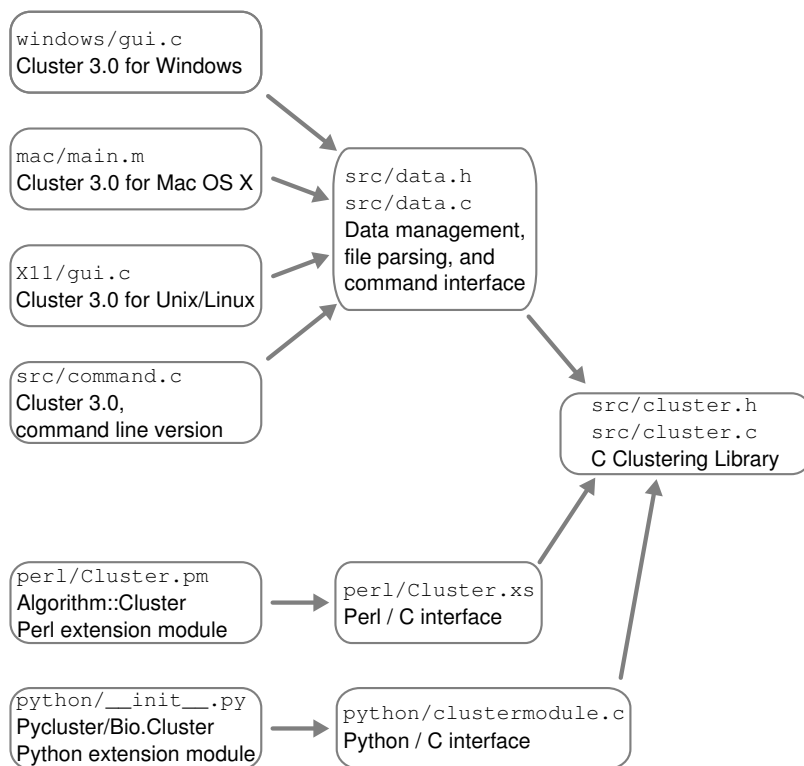 windows/gui.c
Cluster 3.0 for Windows
mac/main.m
Cluster 3.0 for Mac OS X
X11/gui.c
Cluster 3.0 for Unix/Linux
src/command.c
Cluster 3.0,
command line version
src/data.h
src/data.c
Data management,
file parsing, and
command interface
src/cluster.h
src/cluster.c
C Clustering Library
perl/Cluster.pm
Algorithm::Cluster
Perl extension module
perl/Cluster.xs
Perl / C interface
python/__init__.py
Pycluster/Bio.Cluster
Python extension module
python/clustermodule.c
Python / C interface